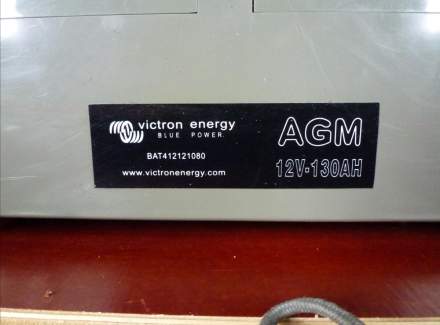 victron energy
BLUE POWER
BAT412121080
www.victronenergy.com
AGM
12V-130AH